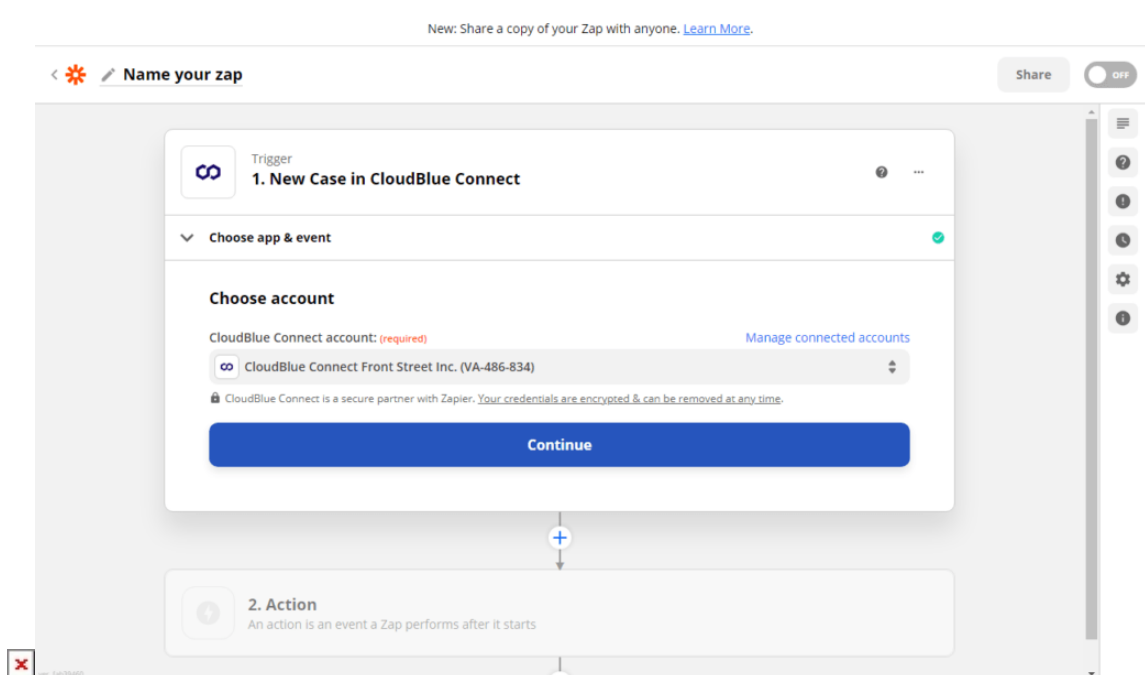 New: Share a copy of your Zap with anyone. Learn More.
Name your zap
Share
OFF
Trigger
1. New Case in CloudBlue Connect
Choose app & event
Choose account
CloudBlue Connect account: (required)
Manage connected accounts
CloudBlue Connect Front Street Inc. (VA-486-834)
CloudBlue Connect is a secure partner with Zapier. Your credentials are encrypted & can be removed at any time.
Continue
2. Action
An action is an event a Zap performs after it starts